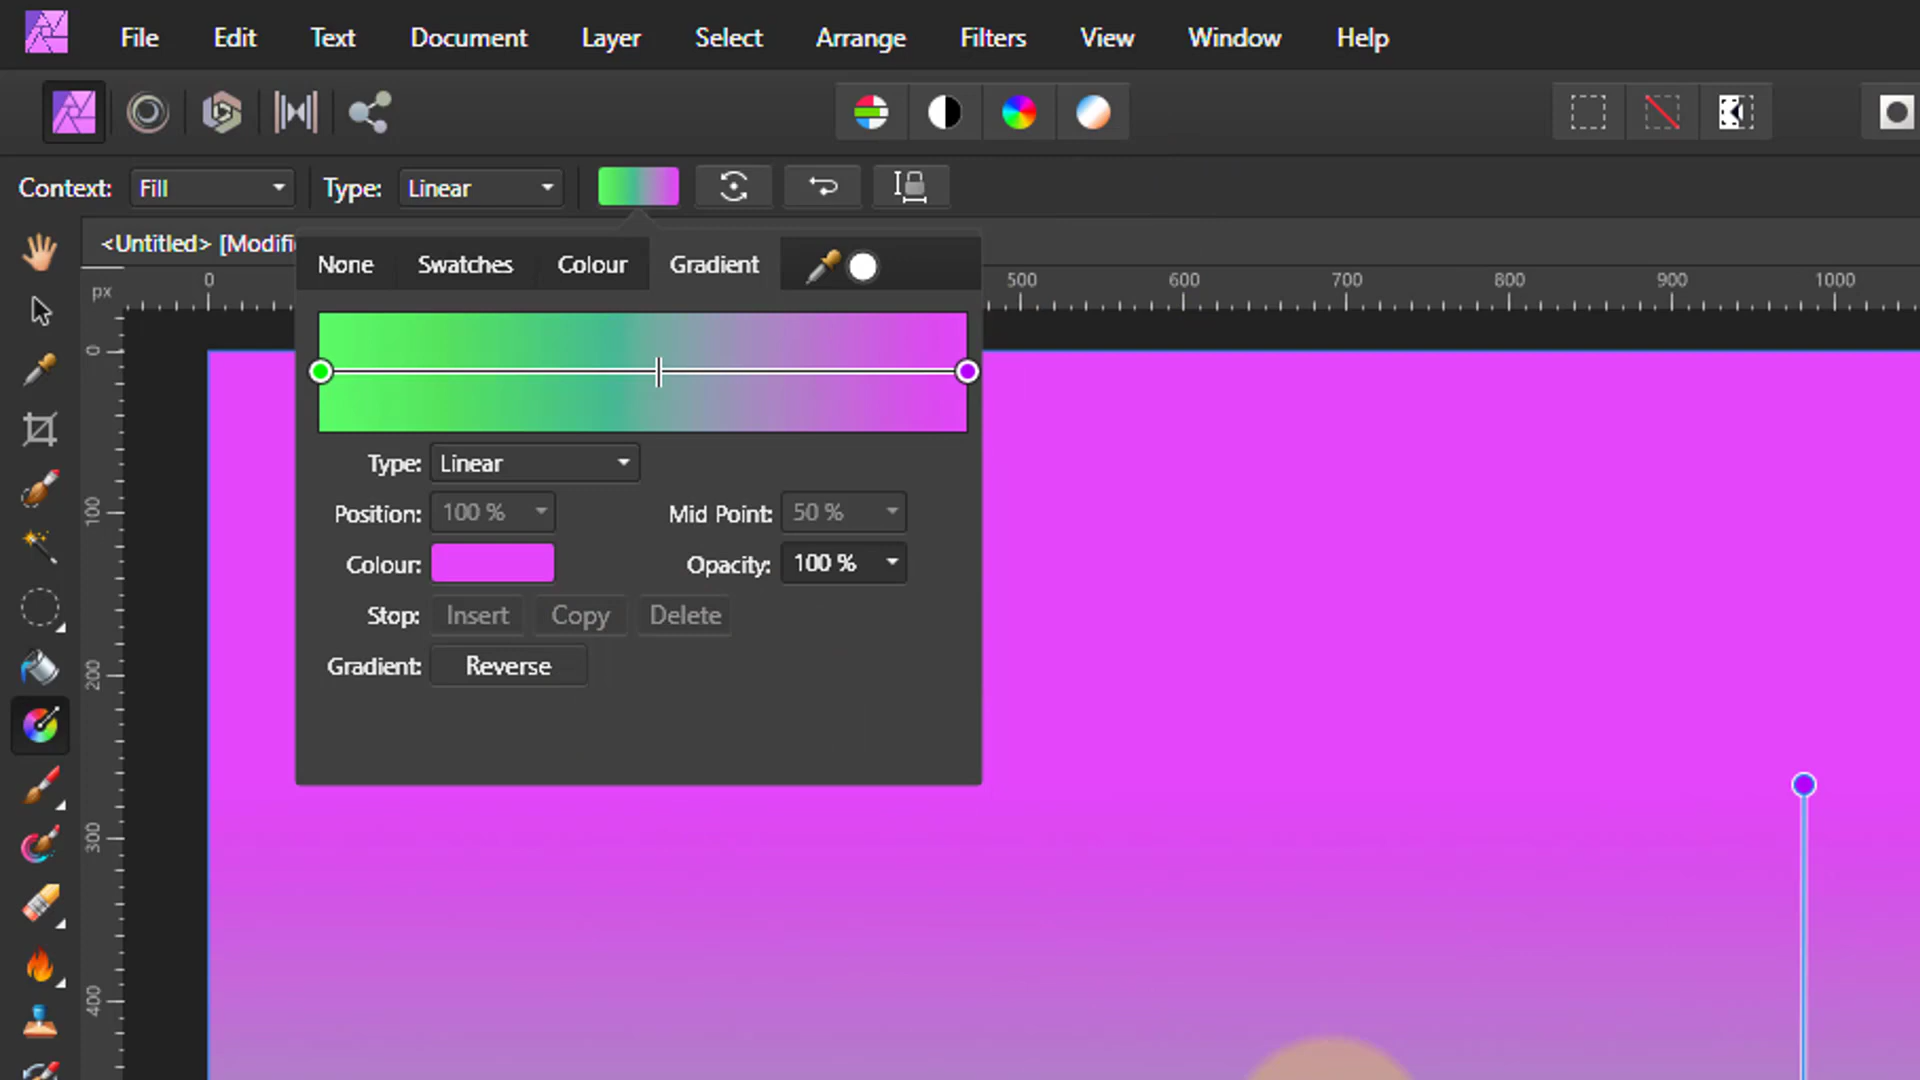 File Edit Text Document Layer Select Arrange Filters View Window Help
Context: Fill Type: Linear
<Untitled> [Modifi
None Swatches Colour Gradient
px 0 500 600 700 800 900 1000
0
100
200
300
400
Type: Linear
Position: 100 % Mid Point: 50 %
Colour: Opacity: 100 %
Stop: Insert Copy Delete
Gradient: Reverse